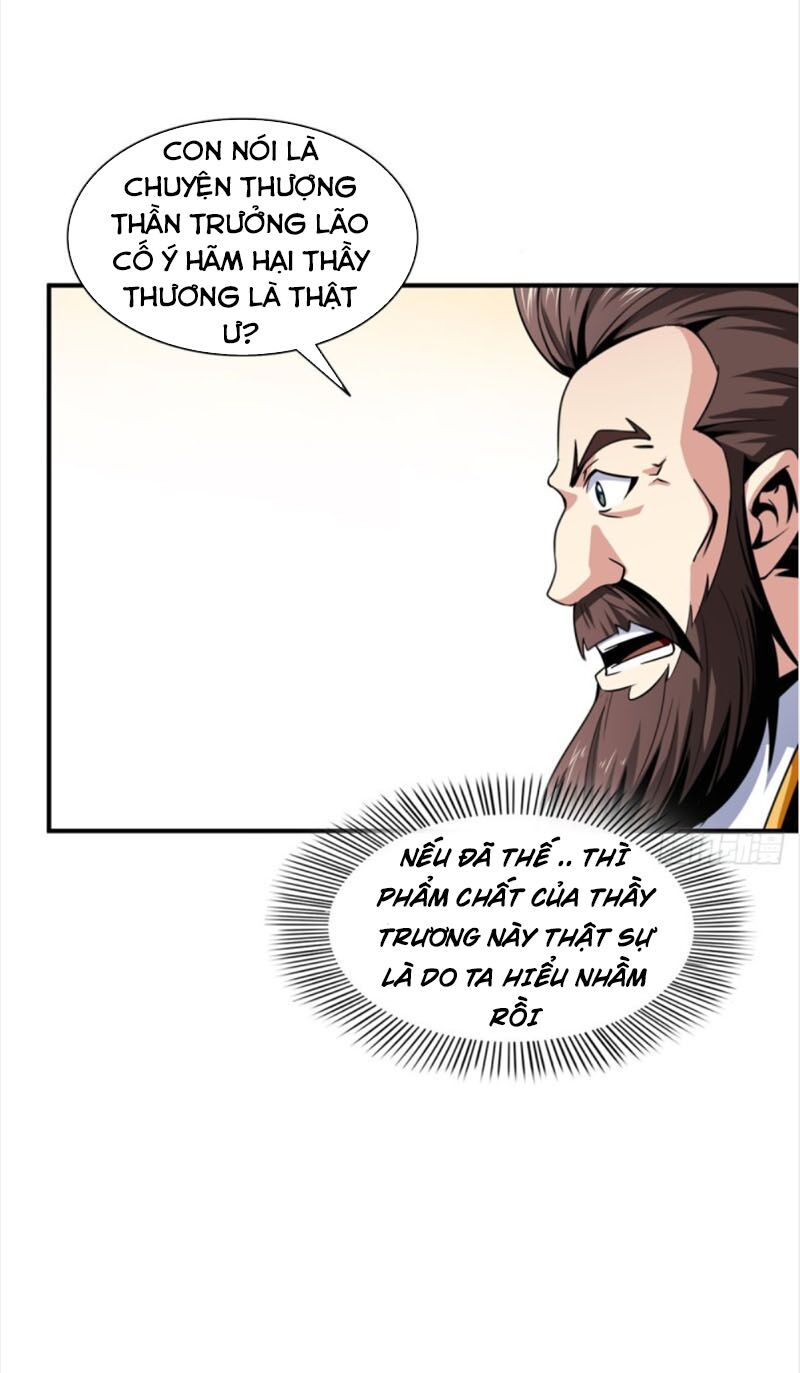 CON NÓI LÀ
CHUYỆN THƯỢNG
THẦN TRƯỞNG LÃO
CỐ Ý HÃM HẠI THẦY
THƯƠNG LÀ THẬT
Ư?
NẾU ĐÃ THẾ .. THÌ
PHẨM CHẤT CỦA THẦY
TRƯƠNG NÀY THẬT SỰ
LÀ DO TA HIỂU NHẦM
RỒI